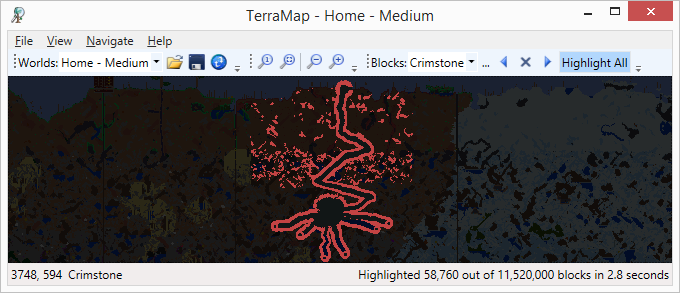 TerraMap - Home - Medium
File View Navigate Help
Worlds: Home - Medium Blocks: Crimstone ... Highlight All
3748, 594 Crimstone Highlighted 58,760 out of 11,520,000 blocks in 2.8 seconds